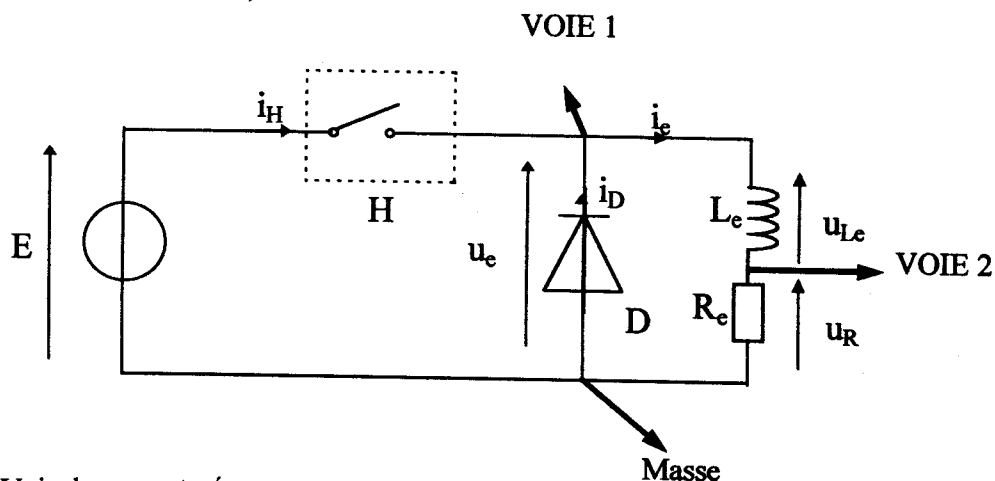 VOIE 1
i_H
i_e
E
H
u_e
i_D
D
L_e
u_Le
VOIE 2
R_e
u_R
Masse